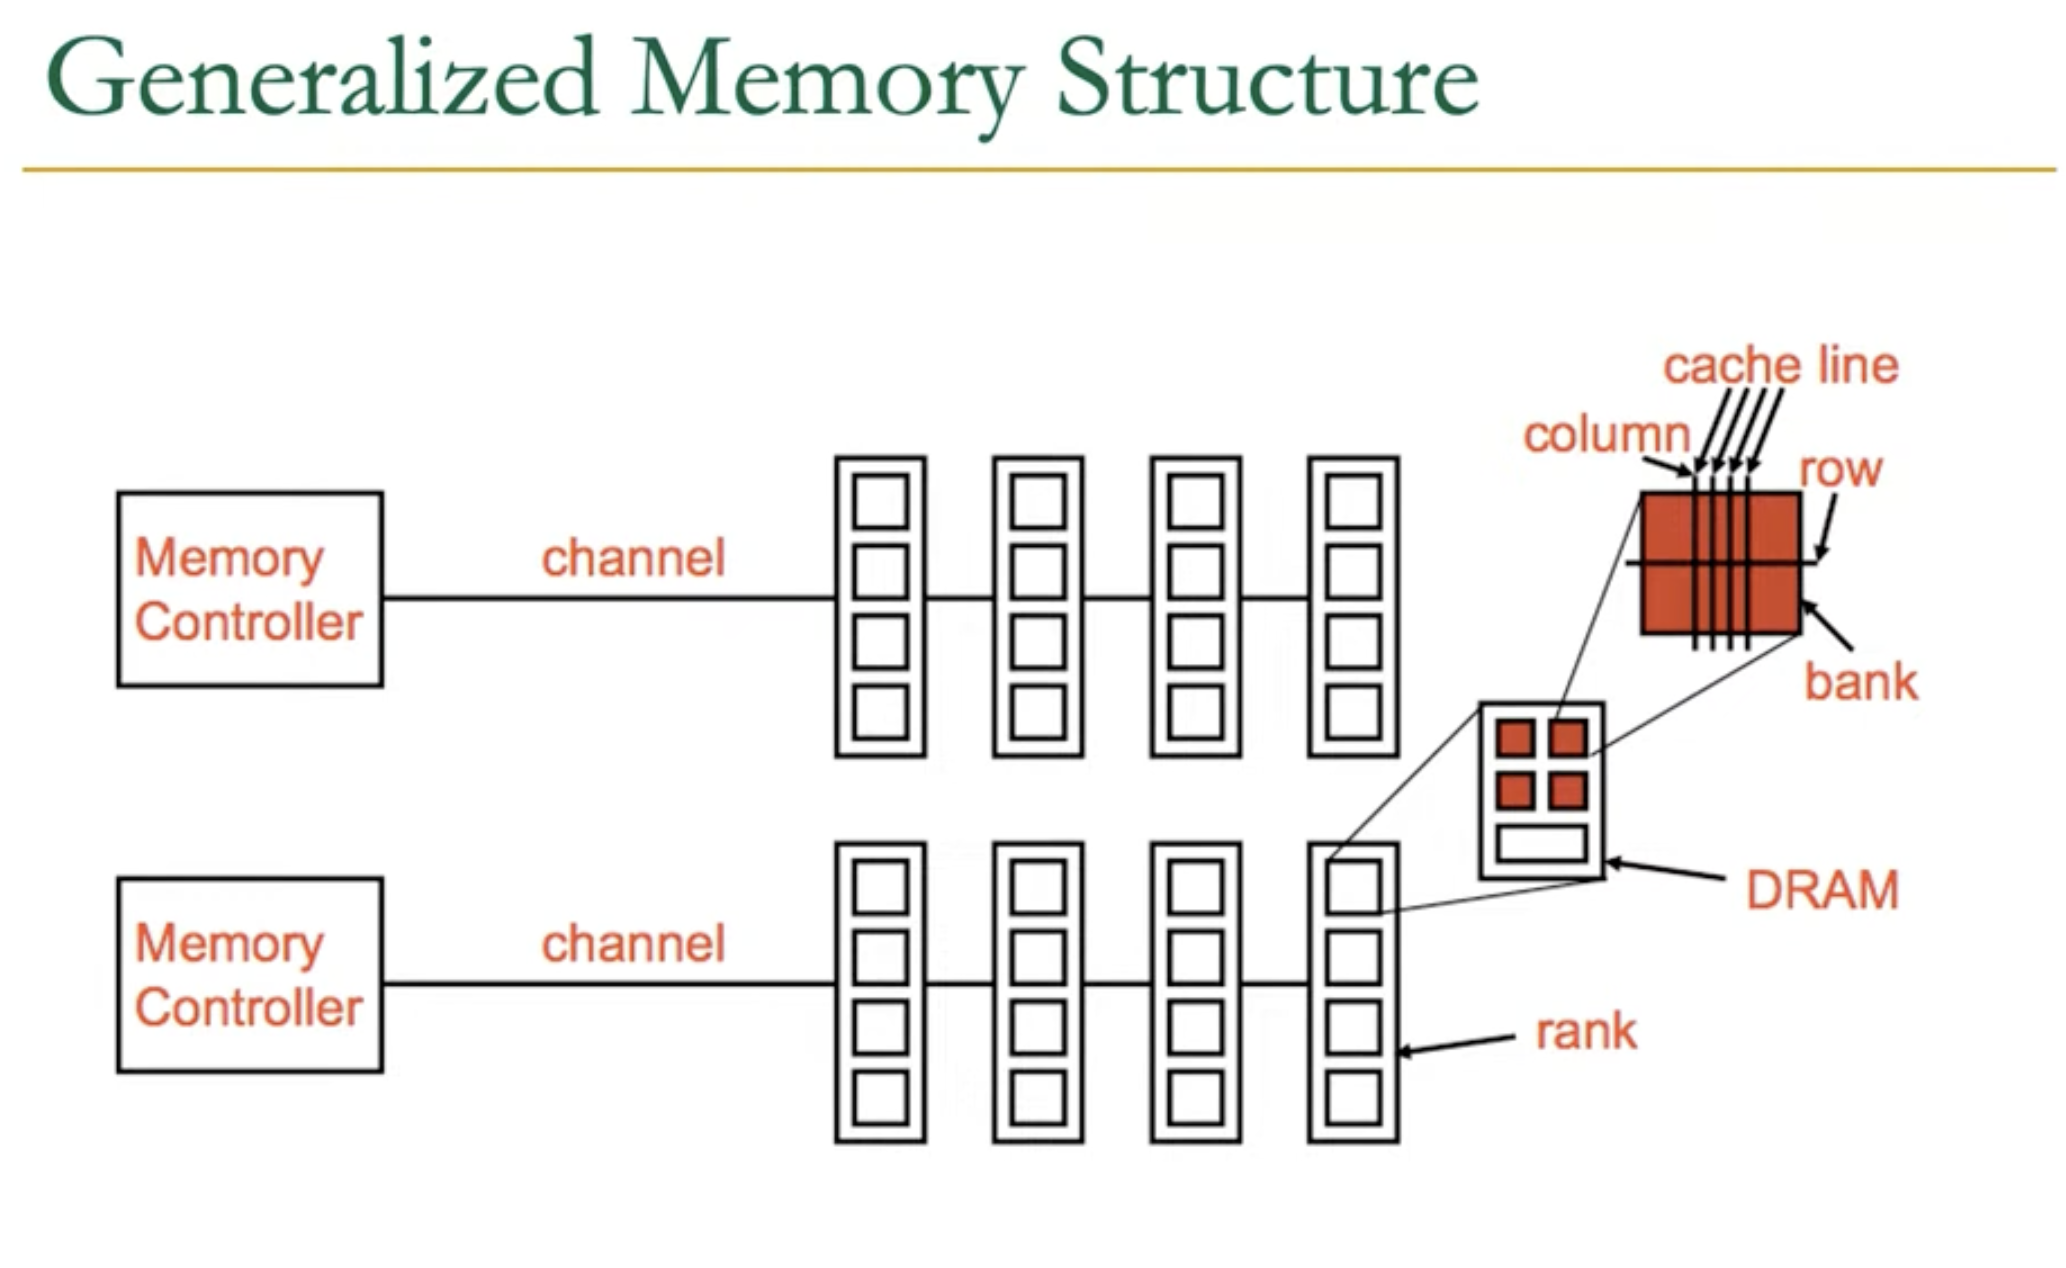 Generalized Memory Structure
cache line
column
row
Memory
Controller
channel
bank
DRAM
Memory
Controller
channel
rank